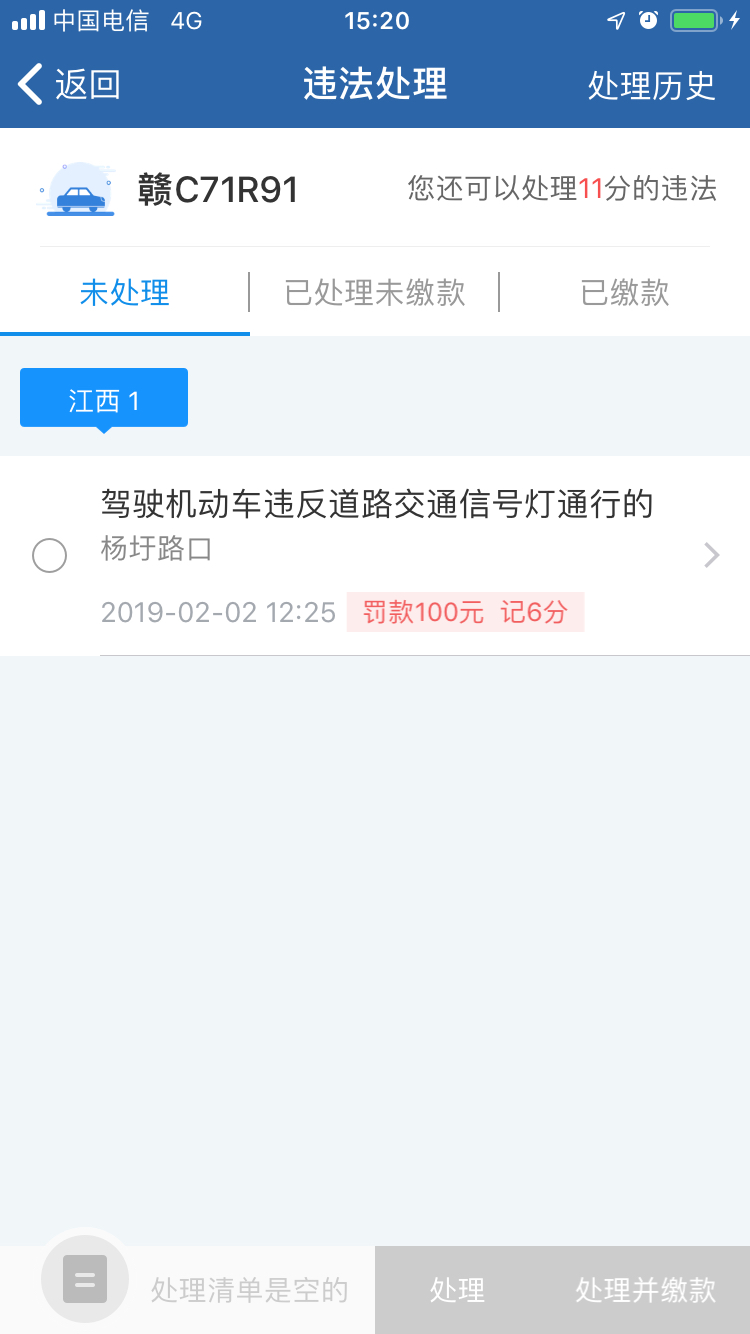 中国电信 4G 15:20
返回 违法处理 处理历史
赣C71R91 您还可以处理11分的违法
未处理 已处理未缴款 已缴款
江西 1
驾驶机动车违反道路交通信号灯通行的
杨圩路口
2019-02-02 12:25 罚款100元 记6分
处理清单是空的 处理 处理并缴款